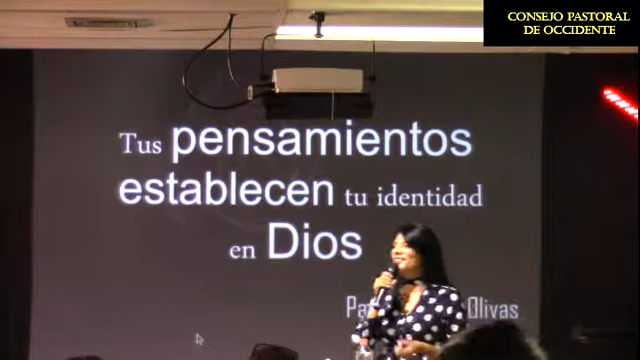 CONSEJO PASTORAL
DE OCCIDENTE
Tus pensamientos
establecen tu identidad
en Dios
Olivas